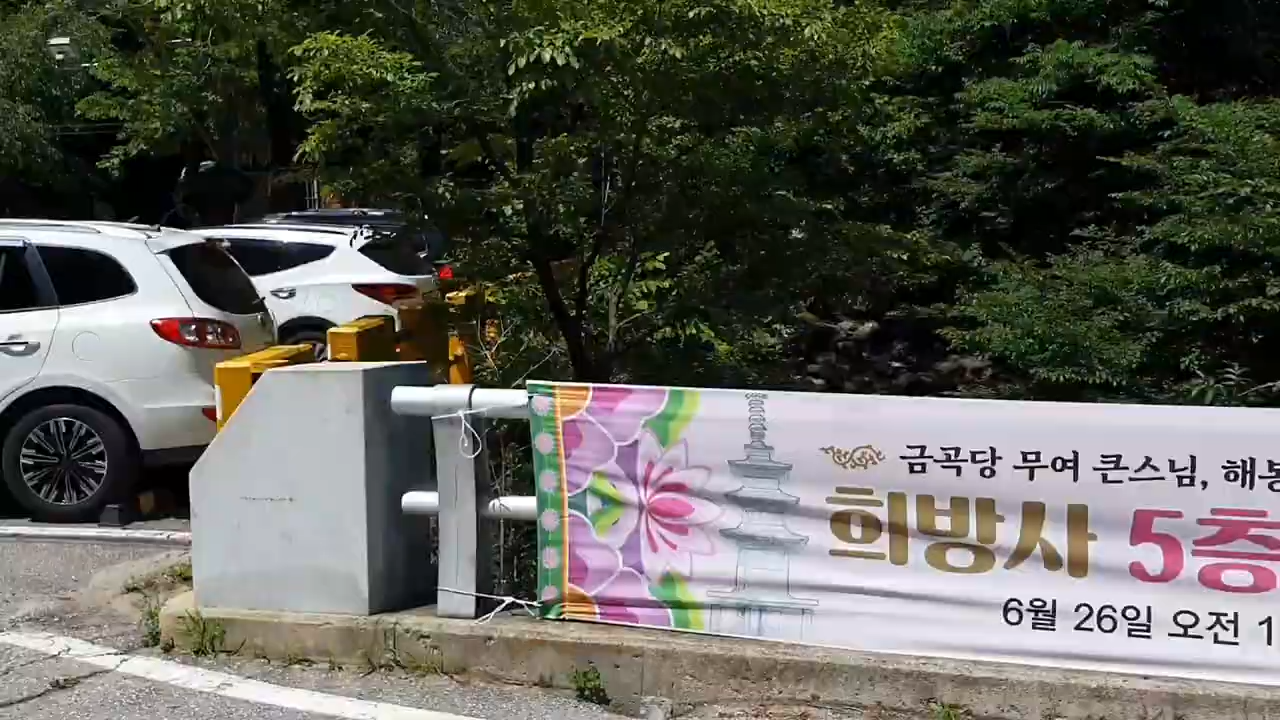 금곡당 무여 큰스님, 해봉
희방사 5층
6월 26일 오전 1